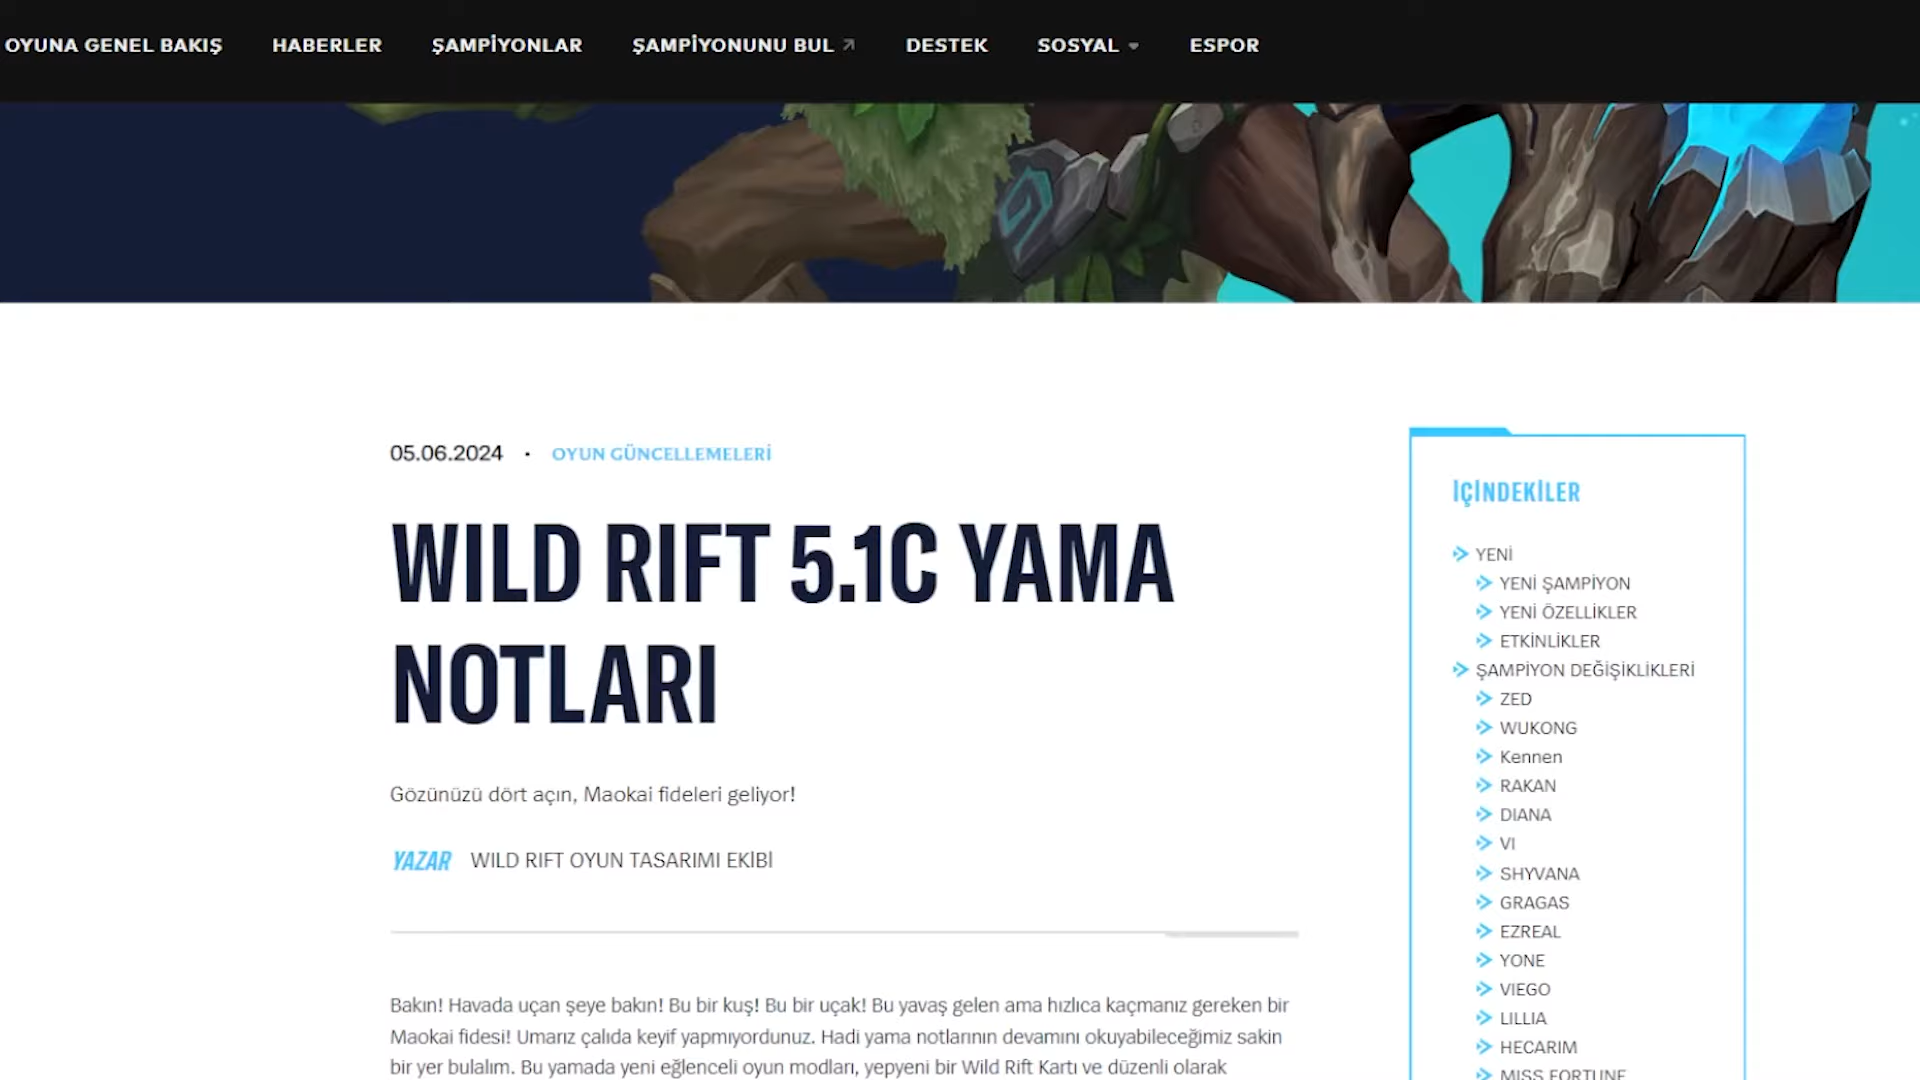 OYUNA GENEL BAKIŞ HABERLER ŞAMPİYONLAR ŞAMPİYONUNU BUL DESTEK SOSYAL ESPOR
05.06.2024 • OYUN GÜNCELLEMELERİ
WILD RIFT 5.1C YAMA
NOTLARI
Gözünüzü dört açın, Maokai fideleri geliyor!
YAZAR WILD RIFT OYUN TASARIMI EKİBİ
Bakın! Havada uçan şeye bakın! Bu bir kuş! Bu bir uçak! Bu yavaş gelen ama hızlıca kaçmanız gereken bir
Maokai fidesi! Umarız çalıda keyif yapmıyordunuz. Hadi yama notlarının devamını okuyabileceğimiz sakin
bir yer bulalım. Bu yamada yeni eğlenceli oyun modları, yepyeni bir Wild Rift Kartı ve düzenli olarak
İÇİNDEKİLER
YENİ
YENİ ŞAMPİYON
YENİ ÖZELLİKLER
ETKİNLİKLER
ŞAMPİYON DEĞİŞİKLİKLERİ
ZED
WUKONG
Kennen
RAKAN
DIANA
VI
SHYVANA
GRAGAS
EZREAL
YONE
VIEGO
LILLIA
HECARIM
MISS FORTUNE